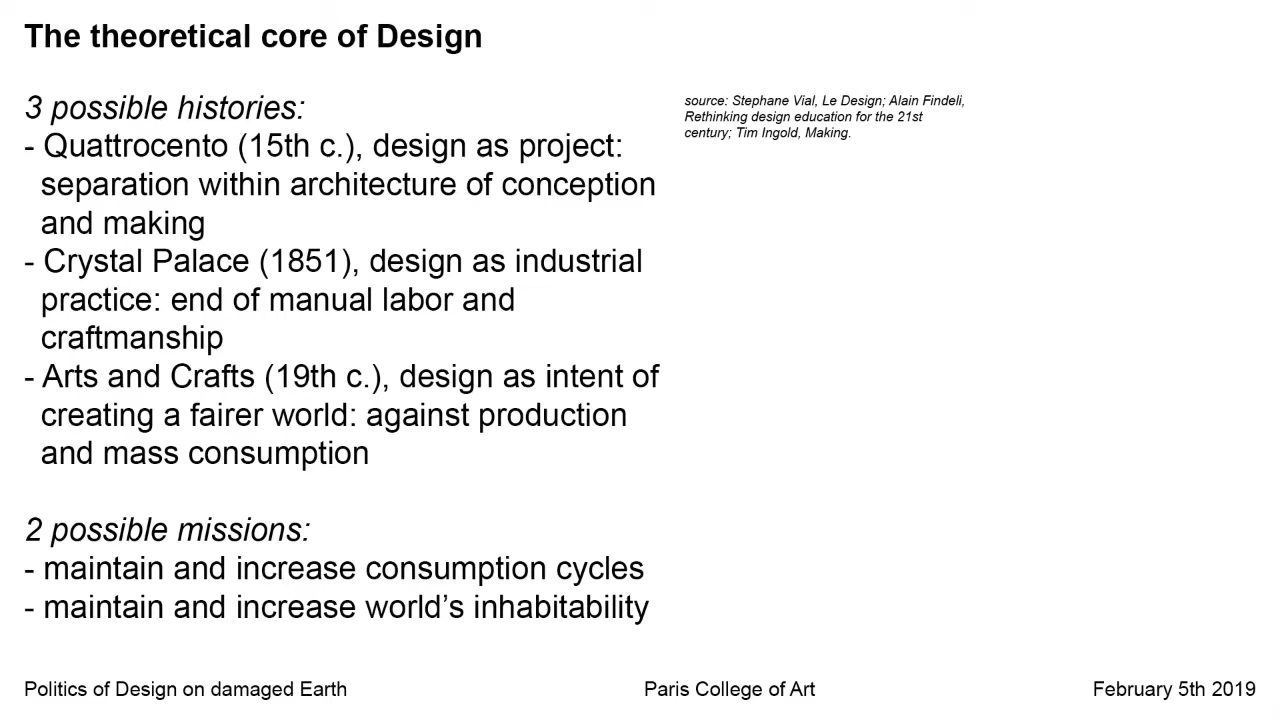 The theoretical core of Design
3 possible histories:
- Quattrocento (15th c.), design as project:
separation within architecture of conception
and making
- Crystal Palace (1851), design as industrial
practice: end of manual labor and
craftmanship
- Arts and Crafts (19th c.), design as intent of
creating a fairer world: against production
and mass consumption
2 possible missions:
- maintain and increase consumption cycles
- maintain and increase world’s inhabitability
source: Stephane Vial, Le Design; Alain Findeli,
Rethinking design education for the 21st
century; Tim Ingold, Making.
Politics of Design on damaged Earth
Paris College of Art
February 5th 2019